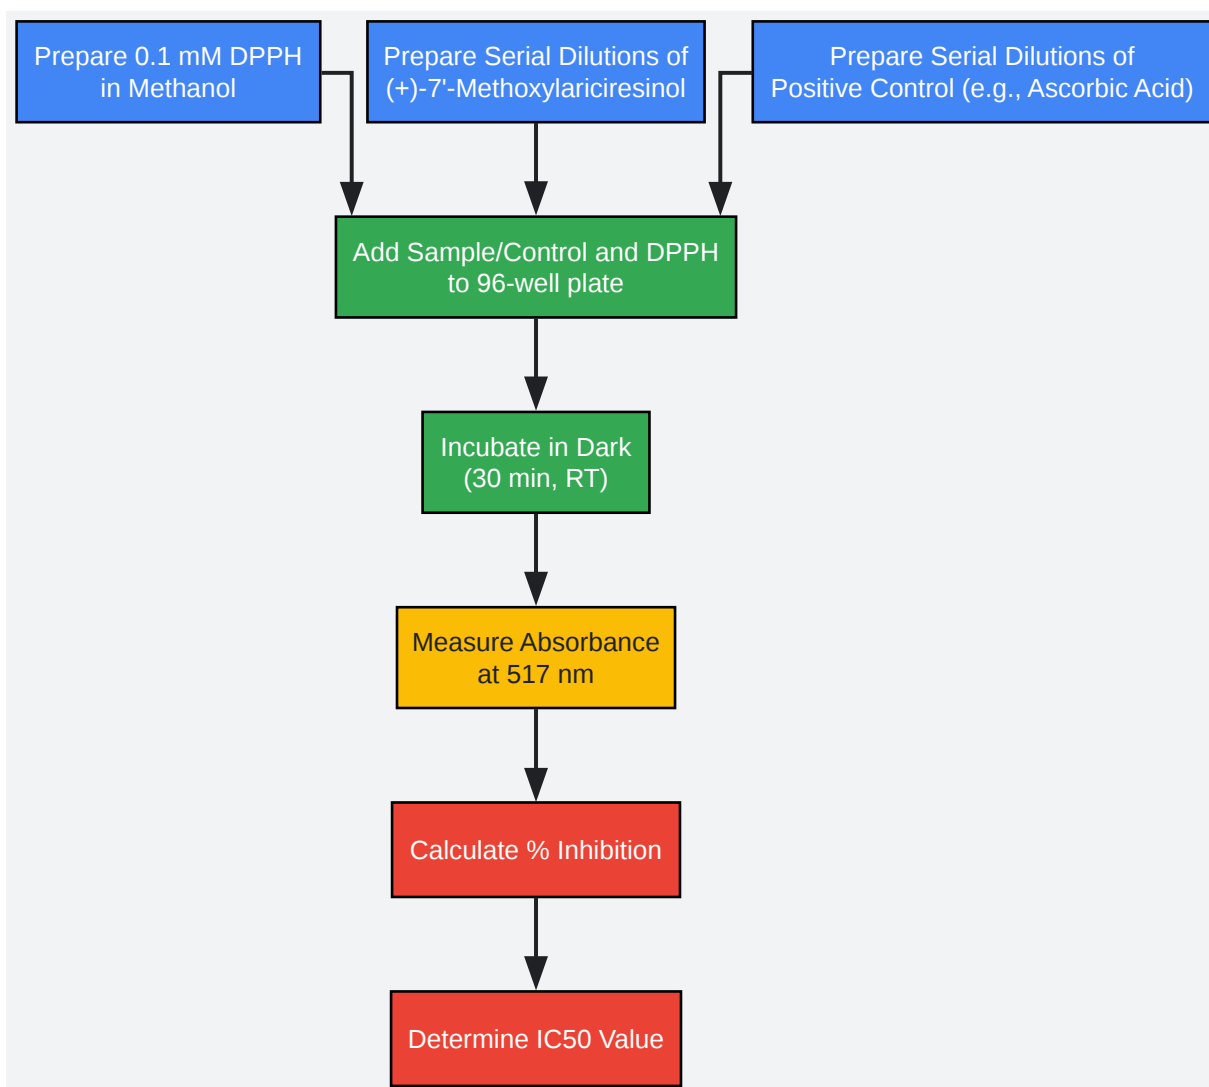 Prepare 0.1 mM DPPH
in Methanol
Prepare Serial Dilutions of
(+)-7'-Methoxylariciresinol
Prepare Serial Dilutions of
Positive Control (e.g., Ascorbic Acid)
Add Sample/Control and DPPH
to 96-well plate
Incubate in Dark
(30 min, RT)
Measure Absorbance
at 517 nm
Calculate % Inhibition
Determine IC50 Value